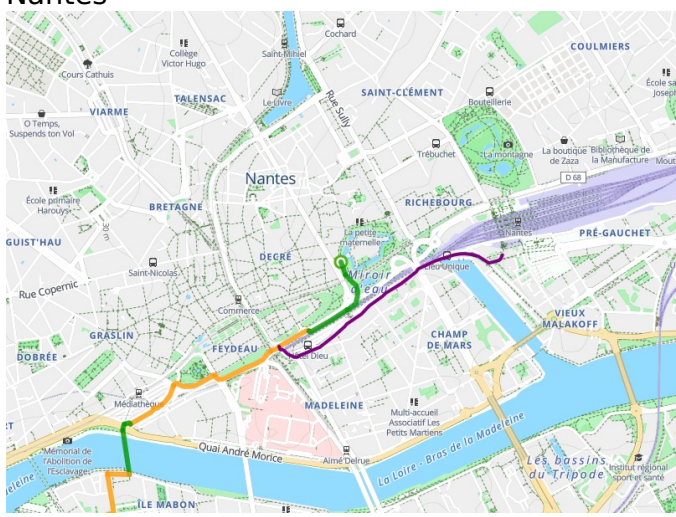 Nantes
Cochard
COULMIERS
Collège
Victor Hugo
Saint-Mihiel
Cours Cathuis
TALENSAC
Le Livre
Rue Sully
SAINT-CLÉMENT
Bouteillerie
VIARME
O Temps,
Suspends ton Vol
Trébuchet
La montagne
La boutique
de Zaza
Bibliothèque de
la Manufacture
D 68
Nantes
École primaire
Harouys
BRETAGNE
30 m
La petite
maternelle
RICHEBOURG
Nantes
PRÉ-GAUCHET
GUIST'HAU
Saint-Nicolas
DECRÉ
Miroir
d'eau
Lieu Unique
Rue Copernic
Commerce
VIEUX
MALAKOFF
GRASLIN
FEYDEAU
Hôtel Dieu
CHAMP
DE MARS
DOBRÉE
Médiathèque
MADELEINE
Multi-accueil
Associatif Les
Petits Martiens
Quai André Morice
Aimé Delrue
Mémorial de
l'Abolition de
l'Esclavage
La Loire - Bras de la Madeleine
Les bassins
du Tripode
Institut régional
sport et santé
ÎLE MABON